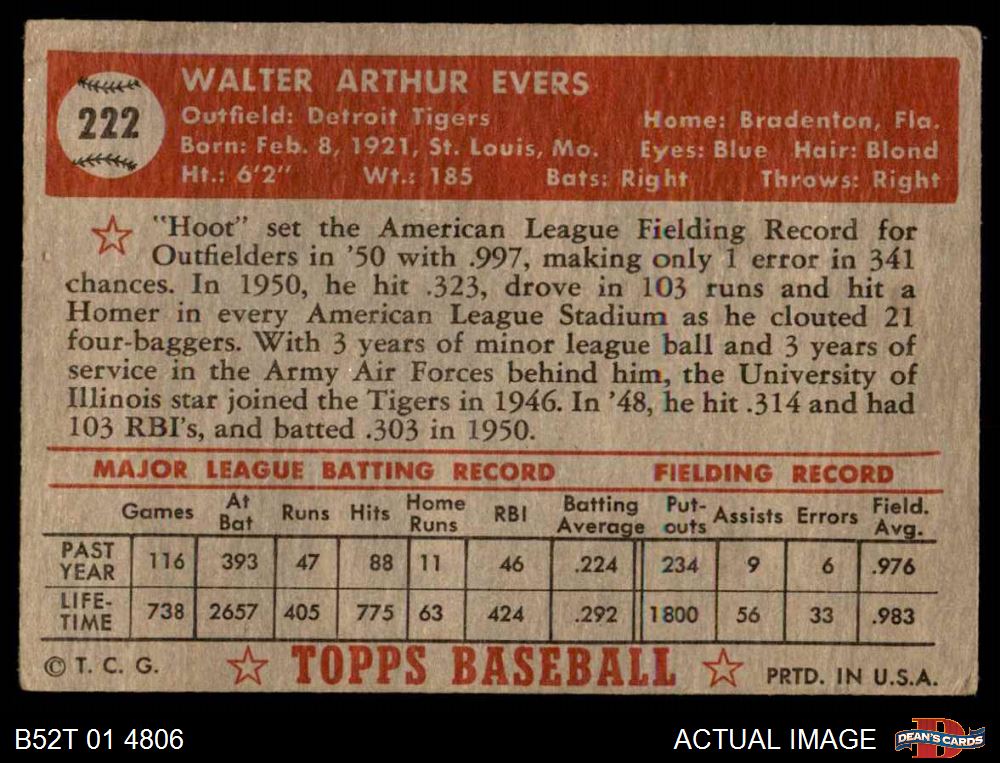 222
WALTER ARTHUR EVERS
Outfield: Detroit Tigers Home: Bradenton, Fla.
Born: Feb. 8, 1921, St. Louis, Mo. Eyes: Blue Hair: Blond
Ht.: 6'2" Wt.: 185 Bats: Right Throws: Right
"Hoot" set the American League Fielding Record for
Outfielders in '50 with .997, making only 1 error in 341
chances. In 1950, he hit .323, drove in 103 runs and hit a
Homer in every American League Stadium as he clouted 21
four-baggers. With 3 years of minor league ball and 3 years of
service in the Army Air Forces behind him, the University of
Illinois star joined the Tigers in 1946. In '48, he hit .314 and had
103 RBI's, and batted .303 in 1950.
MAJOR LEAGUE BATTING RECORD FIELDING RECORD
Games At Bat Runs Hits Home Runs RBI Batting Average Put-outs Assists Errors Field. Avg.
PAST YEAR 116 393 47 88 11 46 .224 234 9 6 .976
LIFE-TIME 738 2657 405 775 63 424 .292 1800 56 33 .983
© T. C. G. TOPPS BASEBALL PRTD. IN U.S.A.
B52T 01 4806 ACTUAL IMAGE DEAN'S CARDS